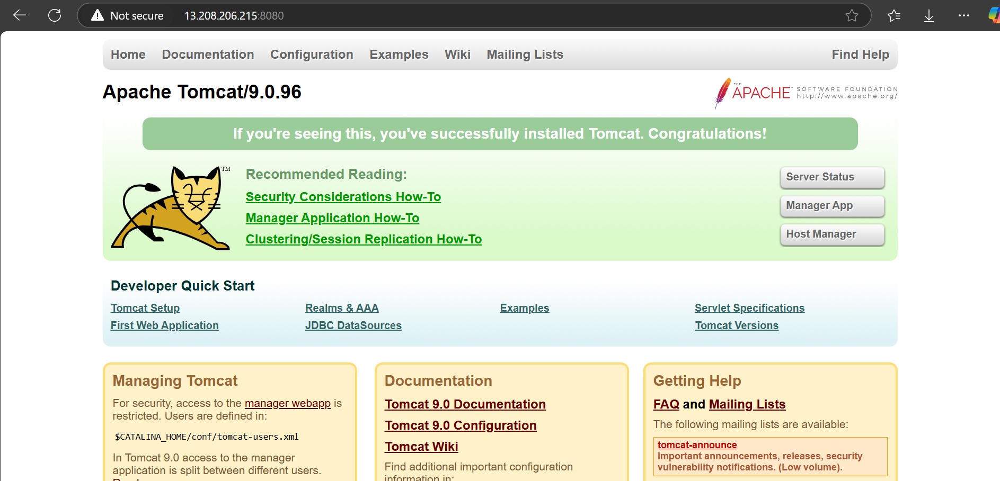 Not secure 13.208.206.215:8080
Home Documentation Configuration Examples Wiki Mailing Lists Find Help
Apache Tomcat/9.0.96
THE APACHE SOFTWARE FOUNDATION
http://www.apache.org/
If you're seeing this, you've successfully installed Tomcat. Congratulations!
TM
Recommended Reading:
Security Considerations How-To
Manager Application How-To
Clustering/Session Replication How-To
Server Status
Manager App
Host Manager
Developer Quick Start
Tomcat Setup
First Web Application
Realms & AAA
JDBC DataSources
Examples
Servlet Specifications
Tomcat Versions
Managing Tomcat
For security, access to the manager webapp is
restricted. Users are defined in:
$CATALINA_HOME/conf/tomcat-users.xml
In Tomcat 9.0 access to the manager
application is split between different users.
Documentation
Tomcat 9.0 Documentation
Tomcat 9.0 Configuration
Tomcat Wiki
Find additional important configuration
information in:
Getting Help
FAQ and Mailing Lists
The following mailing lists are available:
tomcat-announce
Important announcements, releases, security
vulnerability notifications. (Low volume).